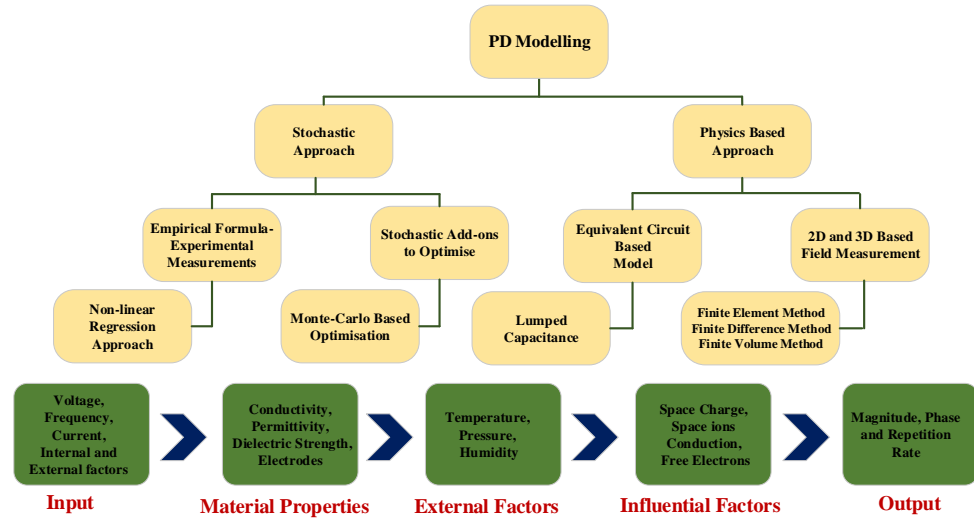 PD Modelling
Stochastic
Approach
Physics Based
Approach
Empirical Formula-
Experimental
Measurements
Stochastic Add-ons
to Optimise
Equivalent Circuit
Based
Model
2D and 3D Based
Field Measurement
Non-linear
Regression
Approach
Monte-Carlo Based
Optimisation
Lumped
Capacitance
Finite Element Method
Finite Difference Method
Finite Volume Method
Voltage,
Frequency,
Current,
Internal and
External factors
Conductivity,
Permittivity,
Dielectric Strength,
Electrodes
Temperature,
Pressure,
Humidity
Space Charge,
Space ions
Conduction,
Free Electrons
Magnitude, Phase
and Repetition
Rate
Input
Material Properties
External Factors
Influential Factors
Output